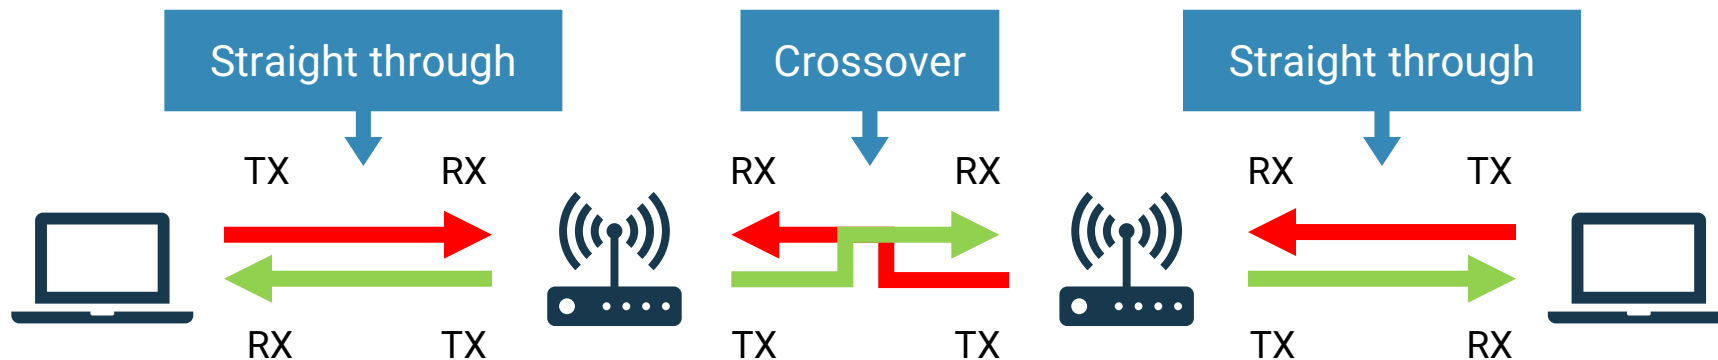 Straight through
Crossover
Straight through
TX RX RX RX RX TX
RX TX TX TX TX RX